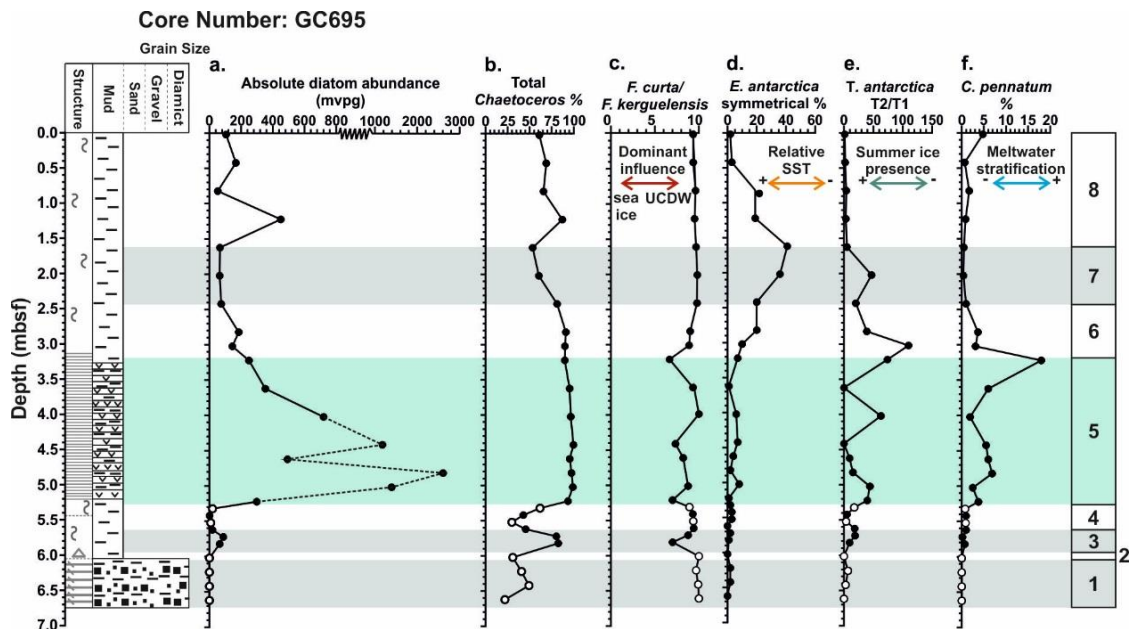 Core Number: GC695
Grain Size
Structure
Mud
Sand
Gravel
Diamict
a.
Absolute diatom abundance
(mvpg)
0 200 400 600 800 1000 2000 3000
b.
Total
Chaetoceros %
0 25 50 75 100
c.
F. curta/
F. kerguelensis
0 5 10
Dominant
influence
sea UCDW
ice
d.
E. antarctica
symmetrical %
0 20 40 60
Relative
SST
+ -
e.
T. antarctica
T2/T1
0 50 100 150
Summer ice
presence
+ -
f.
C. pennatum
%
0 5 10 15 20
Meltwater
stratification
- +
Depth (mbsf)
0.0
0.5
1.0
1.5
2.0
2.5
3.0
3.5
4.0
4.5
5.0
5.5
6.0
6.5
7.0
8
7
6
5
4
3
2
1